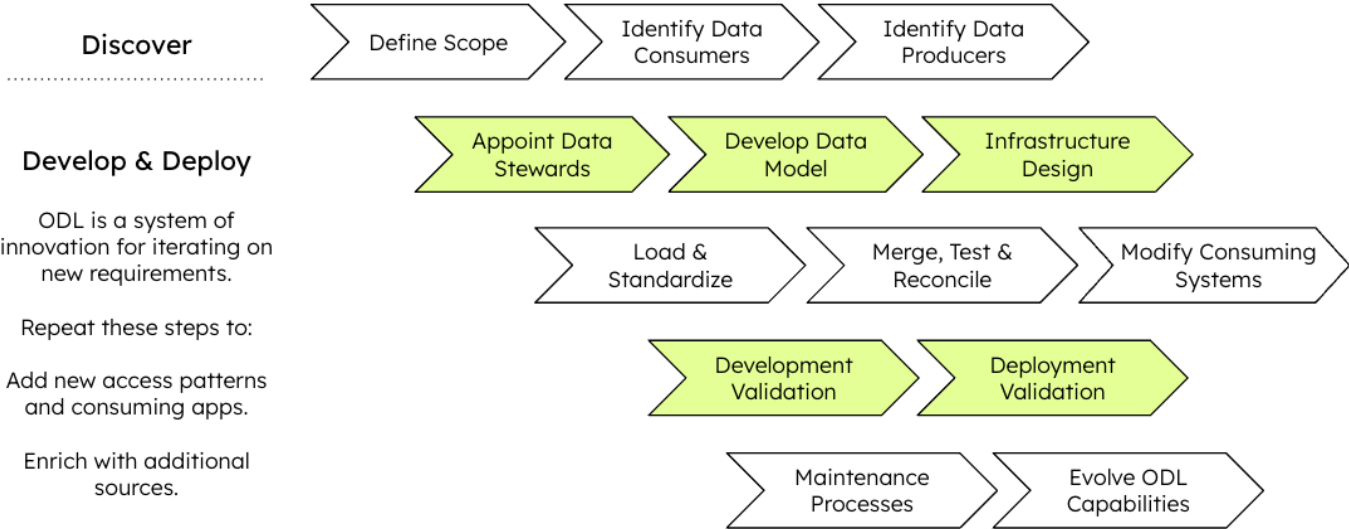 Discover
Define Scope
Identify Data
Consumers
Identify Data
Producers
Develop & Deploy
ODL is a system of
innovation for iterating on
new requirements.
Repeat these steps to:
Add new access patterns
and consuming apps.
Enrich with additional
sources.
Appoint Data
Stewards
Develop Data
Model
Infrastructure
Design
Load &
Standardize
Merge, Test &
Reconcile
Modify Consuming
Systems
Development
Validation
Deployment
Validation
Maintenance
Processes
Evolve ODL
Capabilities